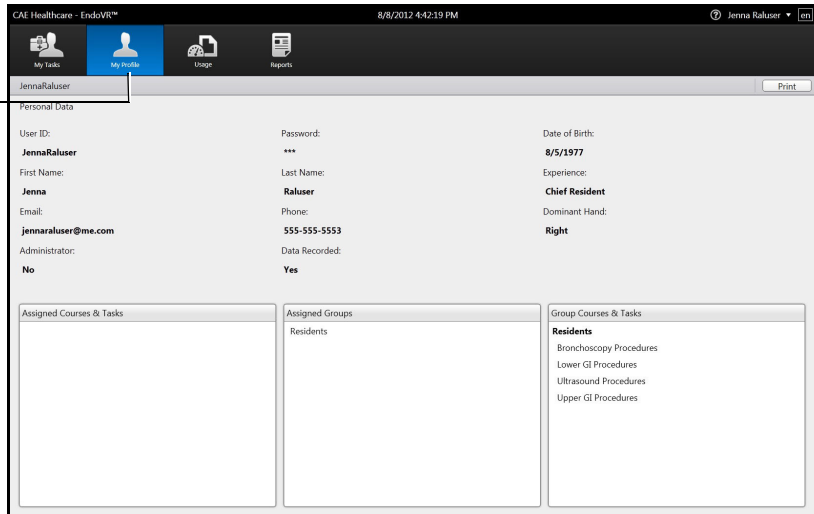 CAE Healthcare - EndoVR™ 8/8/2012 4:42:19 PM ? Jenna Raluser ▼ en
My Tasks My Profile Usage Reports
JennaRaluser Print
Personal Data
User ID: Password: Date of Birth:
JennaRaluser *** 8/5/1977
First Name: Last Name: Experience:
Jenna Raluser Chief Resident
Email: Phone: Dominant Hand:
jennaraluser@me.com 555-555-5553 Right
Administrator: Data Recorded:
No Yes
Assigned Courses & Tasks Assigned Groups Group Courses & Tasks
Residents Residents
Bronchoscopy Procedures
Lower GI Procedures
Ultrasound Procedures
Upper GI Procedures